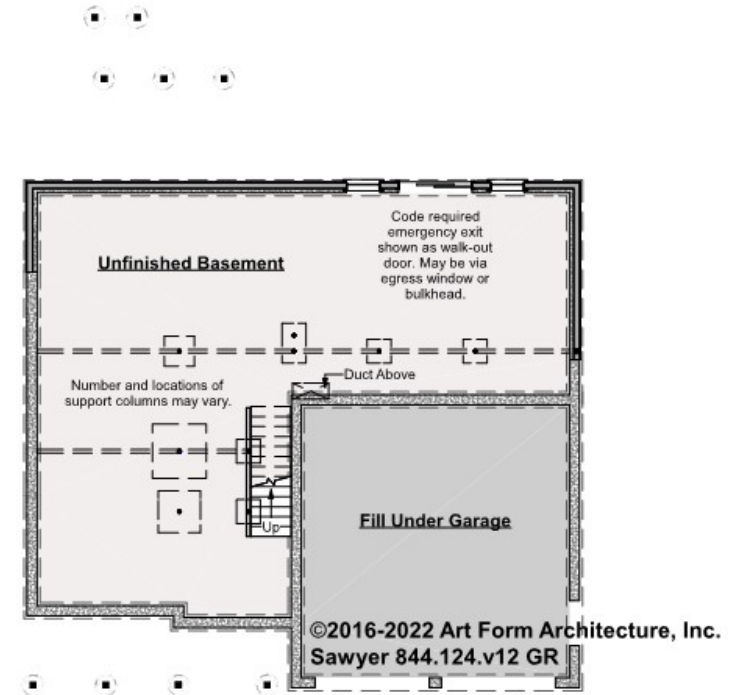 Code required
emergency exit
shown as walk-out
door. May be via
egress window or
bulkhead.
Unfinished Basement
Duct Above
Number and locations of
support columns may vary.
Up
Fill Under Garage
©2016-2022 Art Form Architecture, Inc.
Sawyer 844.124.v12 GR